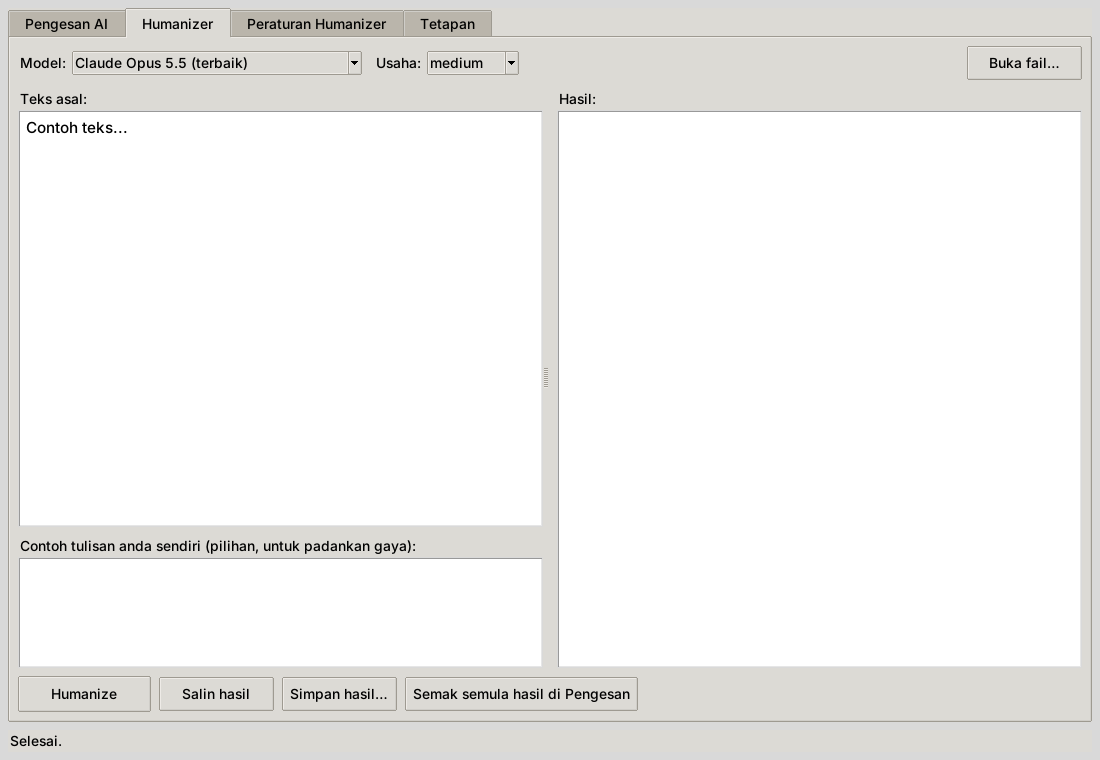 Pengesan AI
Humanizer
Peraturan Humanizer
Tetapan
Model:
Claude Opus 5.5 (terbaik)
Usaha:
medium
Buka fail...
Teks asal:
Hasil:
Contoh teks...
Contoh tulisan anda sendiri (pilihan, untuk padankan gaya):
Humanize
Salin hasil
Simpan hasil...
Semak semula hasil di Pengesan
Selesai.